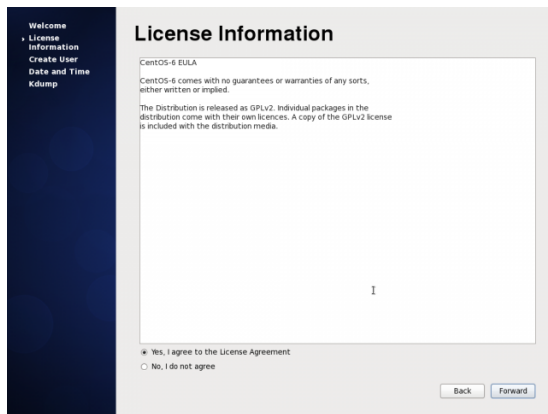 Welcome
License
Information
Create User
Date and Time
Kdump
License Information
CentOS-6 EULA
CentOS-6 comes with no guarantees or warranties of any sorts,
either written or implied.
The Distribution is released as GPLv2. Individual packages in the
distribution come with their own licences. A copy of the GPLv2 license
is included with the distribution media.
Yes, I agree to the License Agreement
No, I do not agree
Back
Forward